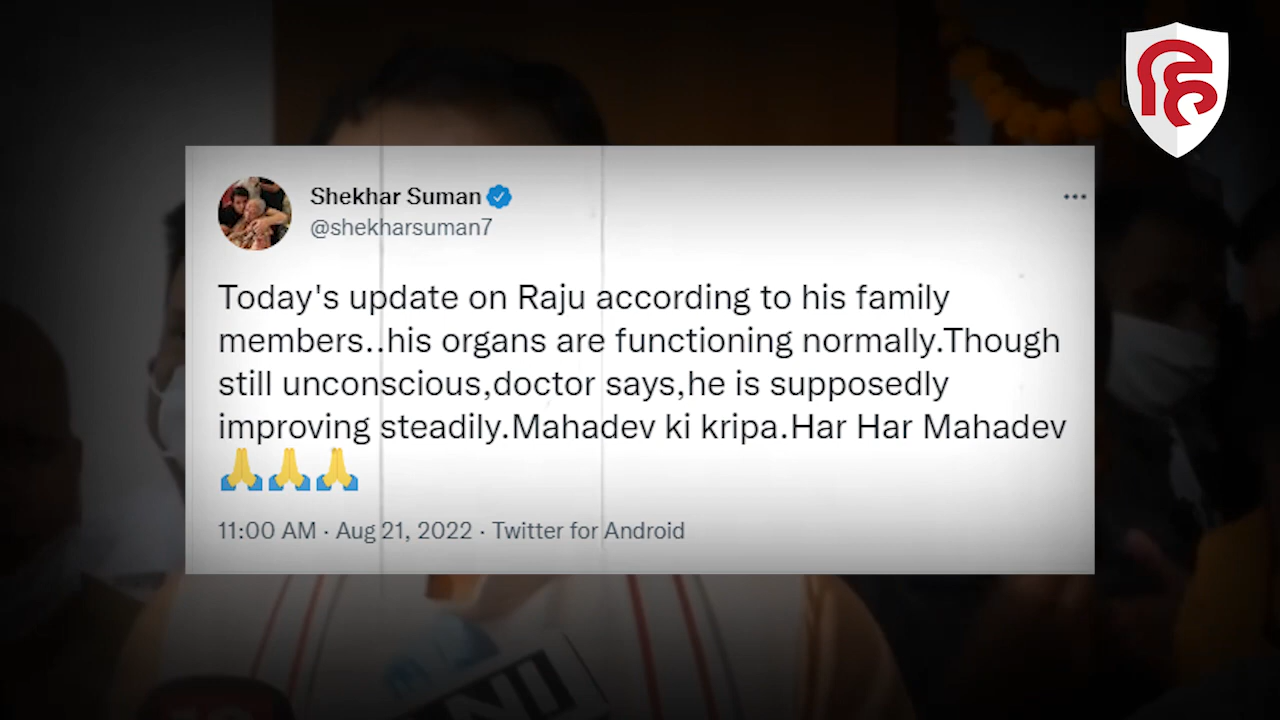 Shekhar Suman
@shekharsuman7
Today's update on Raju according to his family
members..his organs are functioning normally.Though
still unconscious,doctor says,he is supposedly
improving steadily.Mahadev ki kripa.Har Har Mahadev
🙏🙏🙏
11:00 AM · Aug 21, 2022 · Twitter for Android